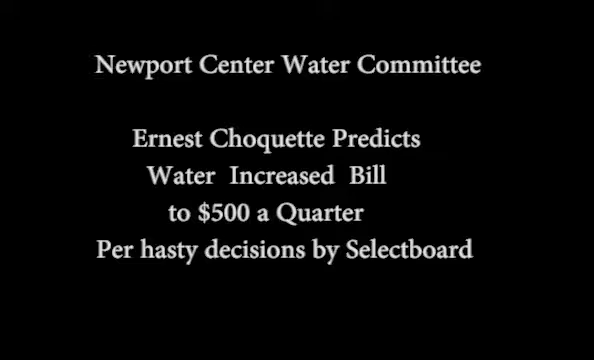 Newport Center Water Committee
Ernest Choquette Predicts
Water Increased Bill
to $500 a Quarter
Per hasty decisions by Selectboard